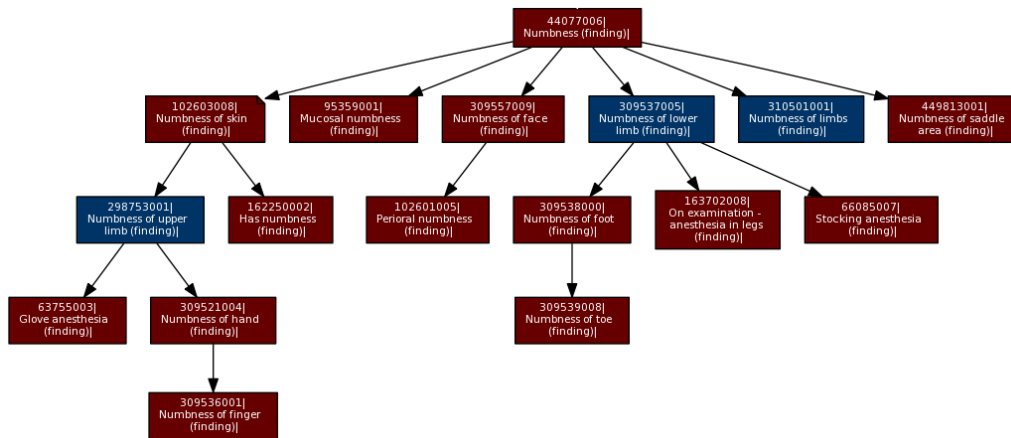 44077006|
Numbness (finding)|
102603008|
Numbness of skin
(finding)|
95359001|
Mucosal numbness
(finding)|
309557009|
Numbness of face
(finding)|
309537005|
Numbness of lower
limb (finding)|
310501001|
Numbness of limbs
(finding)|
449813001|
Numbness of saddle
area (finding)|
298753001|
Numbness of upper
limb (finding)|
162250002|
Has numbness
(finding)|
102601005|
Perioral numbness
(finding)|
309538000|
Numbness of foot
(finding)|
163702008|
On examination -
anesthesia in legs
(finding)|
66085007|
Stocking anesthesia
(finding)|
63755003|
Glove anesthesia
(finding)|
309521004|
Numbness of hand
(finding)|
309539008|
Numbness of toe
(finding)|
309536001|
Numbness of finger
(finding)|